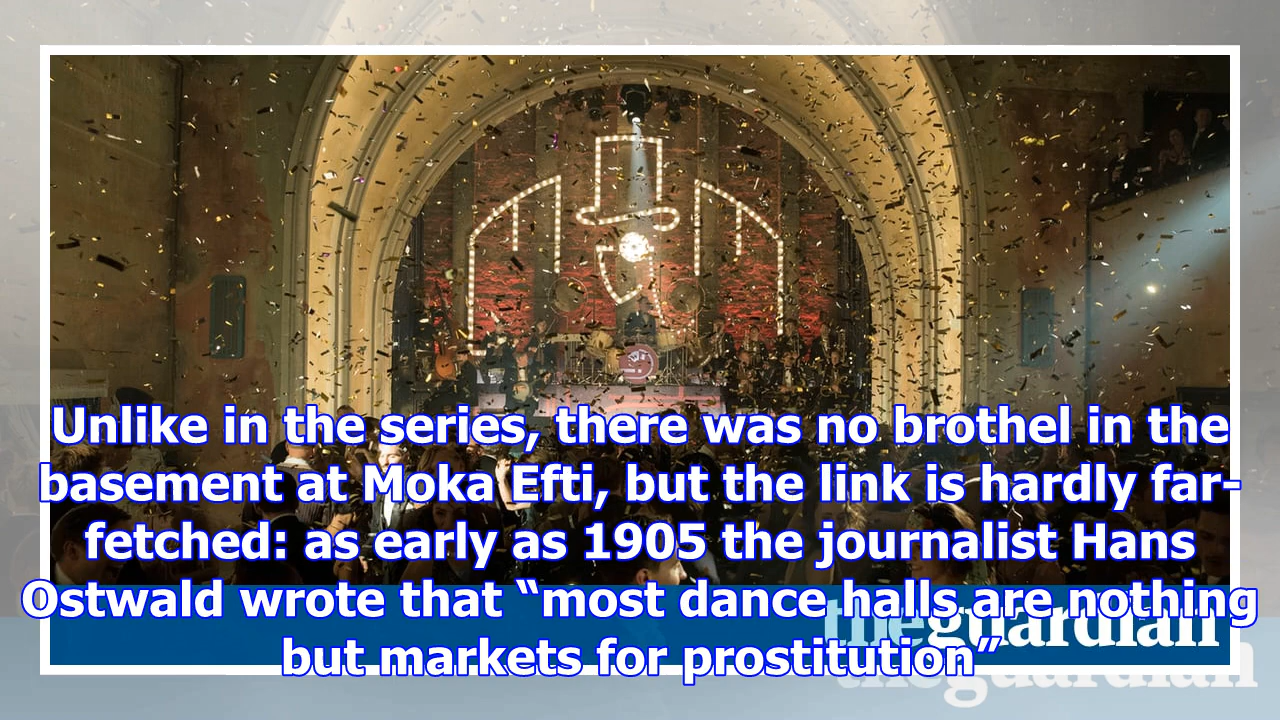 Unlike in the series, there was no brothel in the
basement at Moka Efti, but the link is hardly far-
fetched: as early as 1905 the journalist Hans
Ostwald wrote that “most dance halls are nothing
but markets for prostitution”
theguardian
theguardian